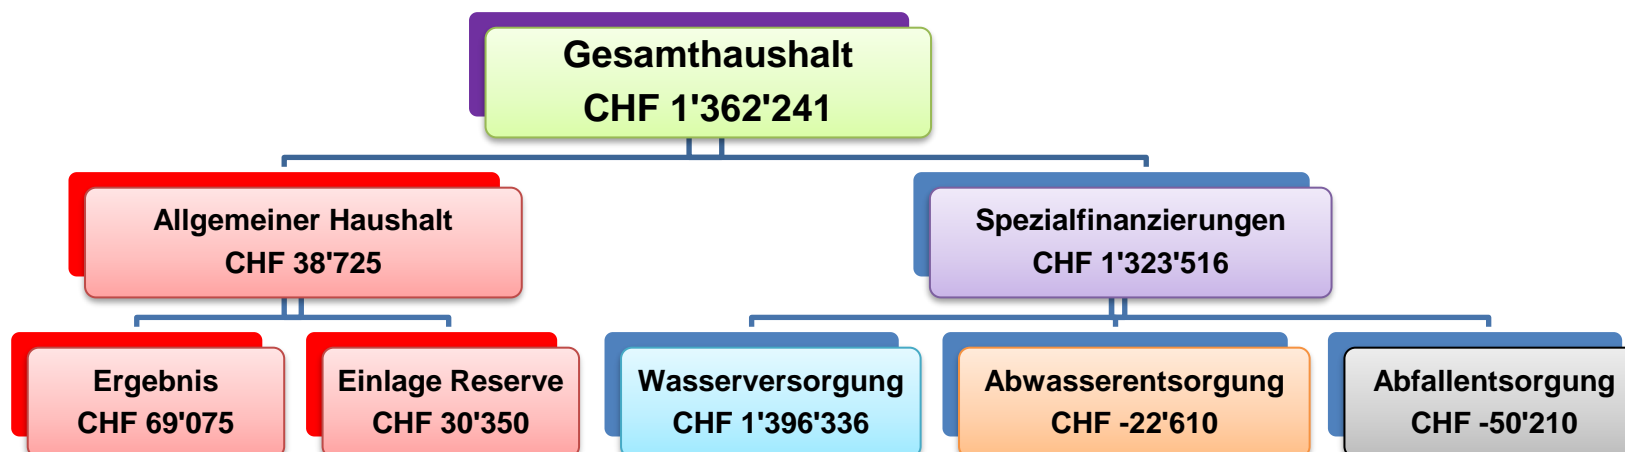 Gesamthaushalt
CHF 1'362'241
Allgemeiner Haushalt
CHF 38'725
Spezialfinanzierungen
CHF 1'323'516
Ergebnis
CHF 69'075
Einlage Reserve
CHF 30'350
Wasserversorgung
CHF 1'396'336
Abwasserentsorgung
CHF -22'610
Abfallentsorgung
CHF -50'210